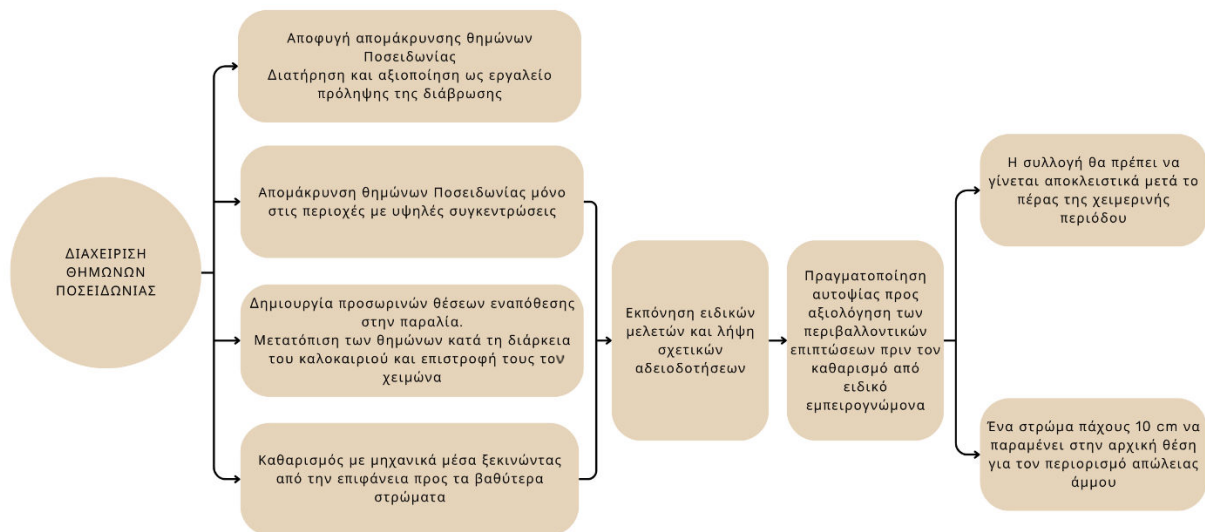 ΔΙΑΧΕΙΡΙΣΗ
ΘΗΜΩΝΩΝ
ΠΟΣΕΙΔΩΝΙΑΣ
Αποφυγή απομάκρυνσης θημώνων
Ποσειδωνίας
Διατήρηση και αξιοποίηση ως εργαλείο
πρόληψης της διάβρωσης
Απομάκρυνση θημώνων Ποσειδωνίας μόνο
στις περιοχές με υψηλές συγκεντρώσεις
Δημιουργία προσωρινών θέσεων εναπόθεσης
στην παραλία.
Μετατόπιση των θημώνων κατά τη διάρκεια
του καλοκαιριού και επιστροφή τους τον
χειμώνα
Καθαρισμός με μηχανικά μέσα ξεκινώντας
από την επιφάνεια προς τα βαθύτερα
στρώματα
Εκπόνηση ειδικών
μελετών και λήψη
σχετικών
αδειοδοτήσεων
Πραγματοποίηση
αυτοψίας προς
αξιολόγηση των
περιβαλλοντικών
επιπτώσεων πριν τον
καθαρισμό από
ειδικό
εμπειρογνώμονα
Η συλλογή θα πρέπει να
γίνεται αποκλειστικά μετά το
πέρας της χειμερινής
περιόδου
Ένα στρώμα πάχους 10 cm να
παραμένει στην αρχική θέση
για τον περιορισμό απώλειας
άμμου